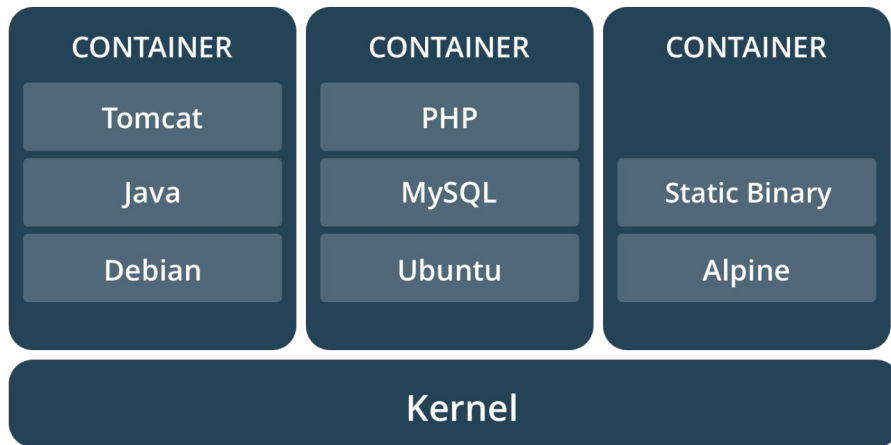 CONTAINER
Tomcat
Java
Debian
CONTAINER
PHP
MySQL
Ubuntu
CONTAINER
Static Binary
Alpine
Kernel